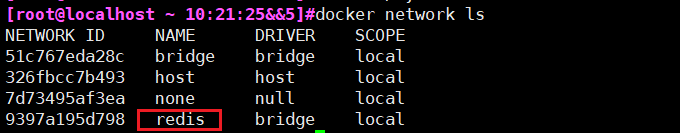 [root@localhost ~ 10:21:25&&5]#docker network ls
NETWORK ID     NAME      DRIVER    SCOPE
51c767eda28c   bridge    bridge    local
326fbcc7b493   host      host      local
7d73495af3ea   none      null      local
9397a195d798   redis     bridge    local